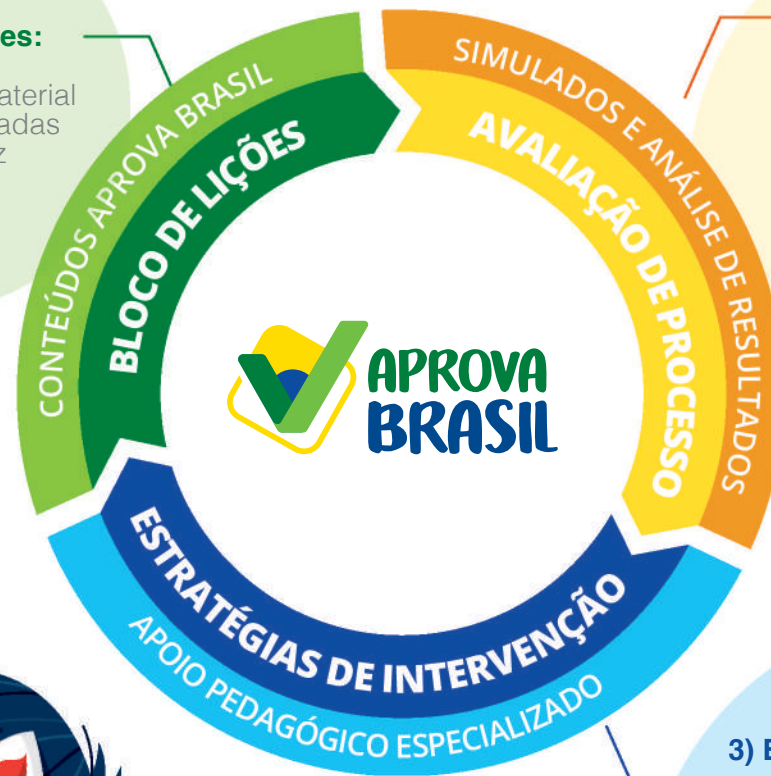 es:
aterial
adas
z
CONTEÚDOS APROVA BRASIL
BLOCO DE LIÇÕES
SIMULADOS E ANÁLISE DE RESULTADOS
AVALIAÇÃO DE PROCESSO
APROVA
BRASIL
ESTRATÉGIAS DE INTERVENÇÃO
APOIO PEDAGÓGICO ESPECIALIZADO
3) E